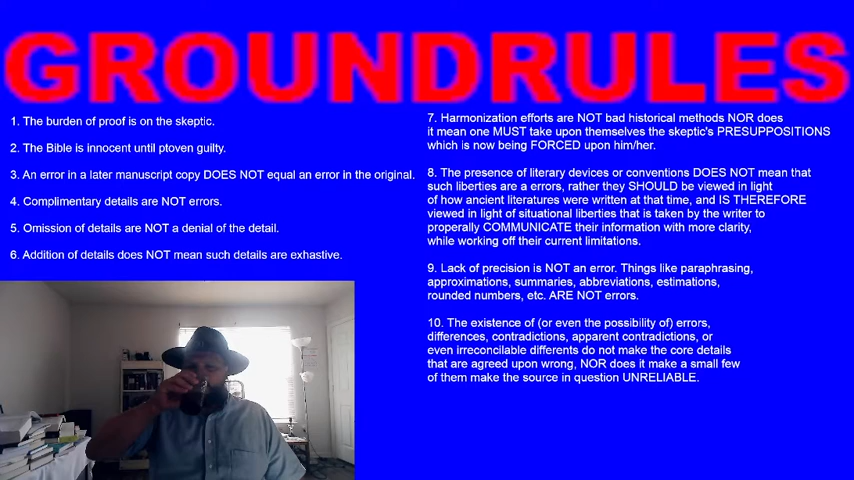 GROUNDRULES
1. The burden of proof is on the skeptic.
2. The Bible is innocent until ptoven guilty.
3. An error in a later manuscript copy DOES NOT equal an error in the original.
4. Complimentary details are NOT errors.
5. Omission of details are NOT a denial of the detail.
6. Addition of details does NOT mean such details are exhastive.
7. Harmonization efforts are NOT bad historical methods NOR does
it mean one MUST take upon themselves the skeptic's PRESUPPOSITIONS
which is now being FORCED upon him/her.
8. The presence of literary devices or conventions DOES NOT mean that
such liberties are a errors, rather they SHOULD be viewed in light
of how ancient literatures were written at that time, and IS THEREFORE
viewed in light of situational liberties that is taken by the writer to
properally COMMUNICATE their information with more clarity,
while working off their current limitations.
9. Lack of precision is NOT an error. Things like paraphrasing,
approximations, summaries, abbreviations, estimations,
rounded numbers, etc. ARE NOT errors.
10. The existence of (or even the possibility of) errors,
differences, contradictions, apparent contradictions, or
even irreconcilable differents do not make the core details
that are agreed upon wrong, NOR does it make a small few
of them make the source in question UNRELIABLE.